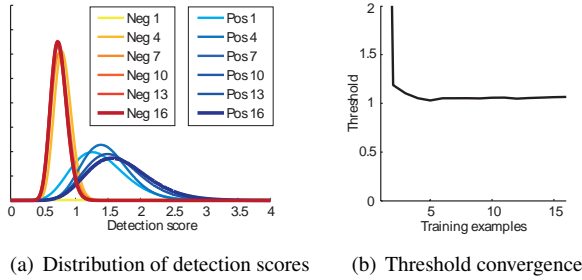 Neg 1
Neg 4
Neg 7
Neg 10
Neg 13
Neg 16
Pos 1
Pos 4
Pos 7
Pos 10
Pos 13
Pos 16
0 0.5 1 1.5 2 2.5 3 3.5 4
Detection score
(a) Distribution of detection scores
2
1.5
1
0.5
0
Threshold
5 10 15
Training examples
(b) Threshold convergence